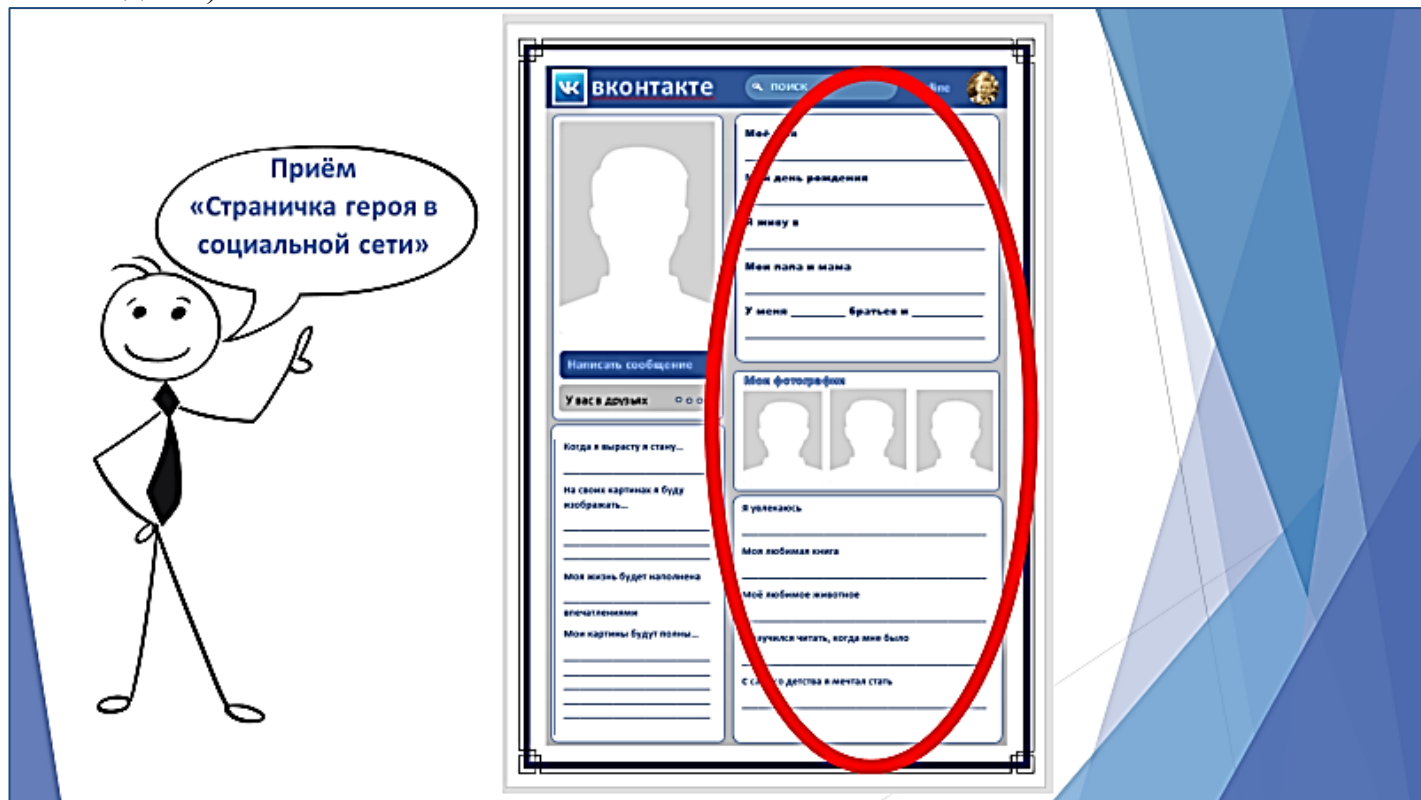 Приём
«Страничка героя в
социальной сети»
вконтакте
поиск
Моё
день рождения
живу в
Мои папа и мама
У меня ________ братьев и __________
Написать сообщение
У вас в друзьях
Мои фотографии
Когда я вырасту я стану...
На своих картинах я буду
изображать...
Моя жизнь будет наполнена
впечатлениями
Мои картины будут полны...
Я увлекаюсь
Моя любимая книга
Моё любимое животное
научился читать, когда мне было
С детства я мечтал стать